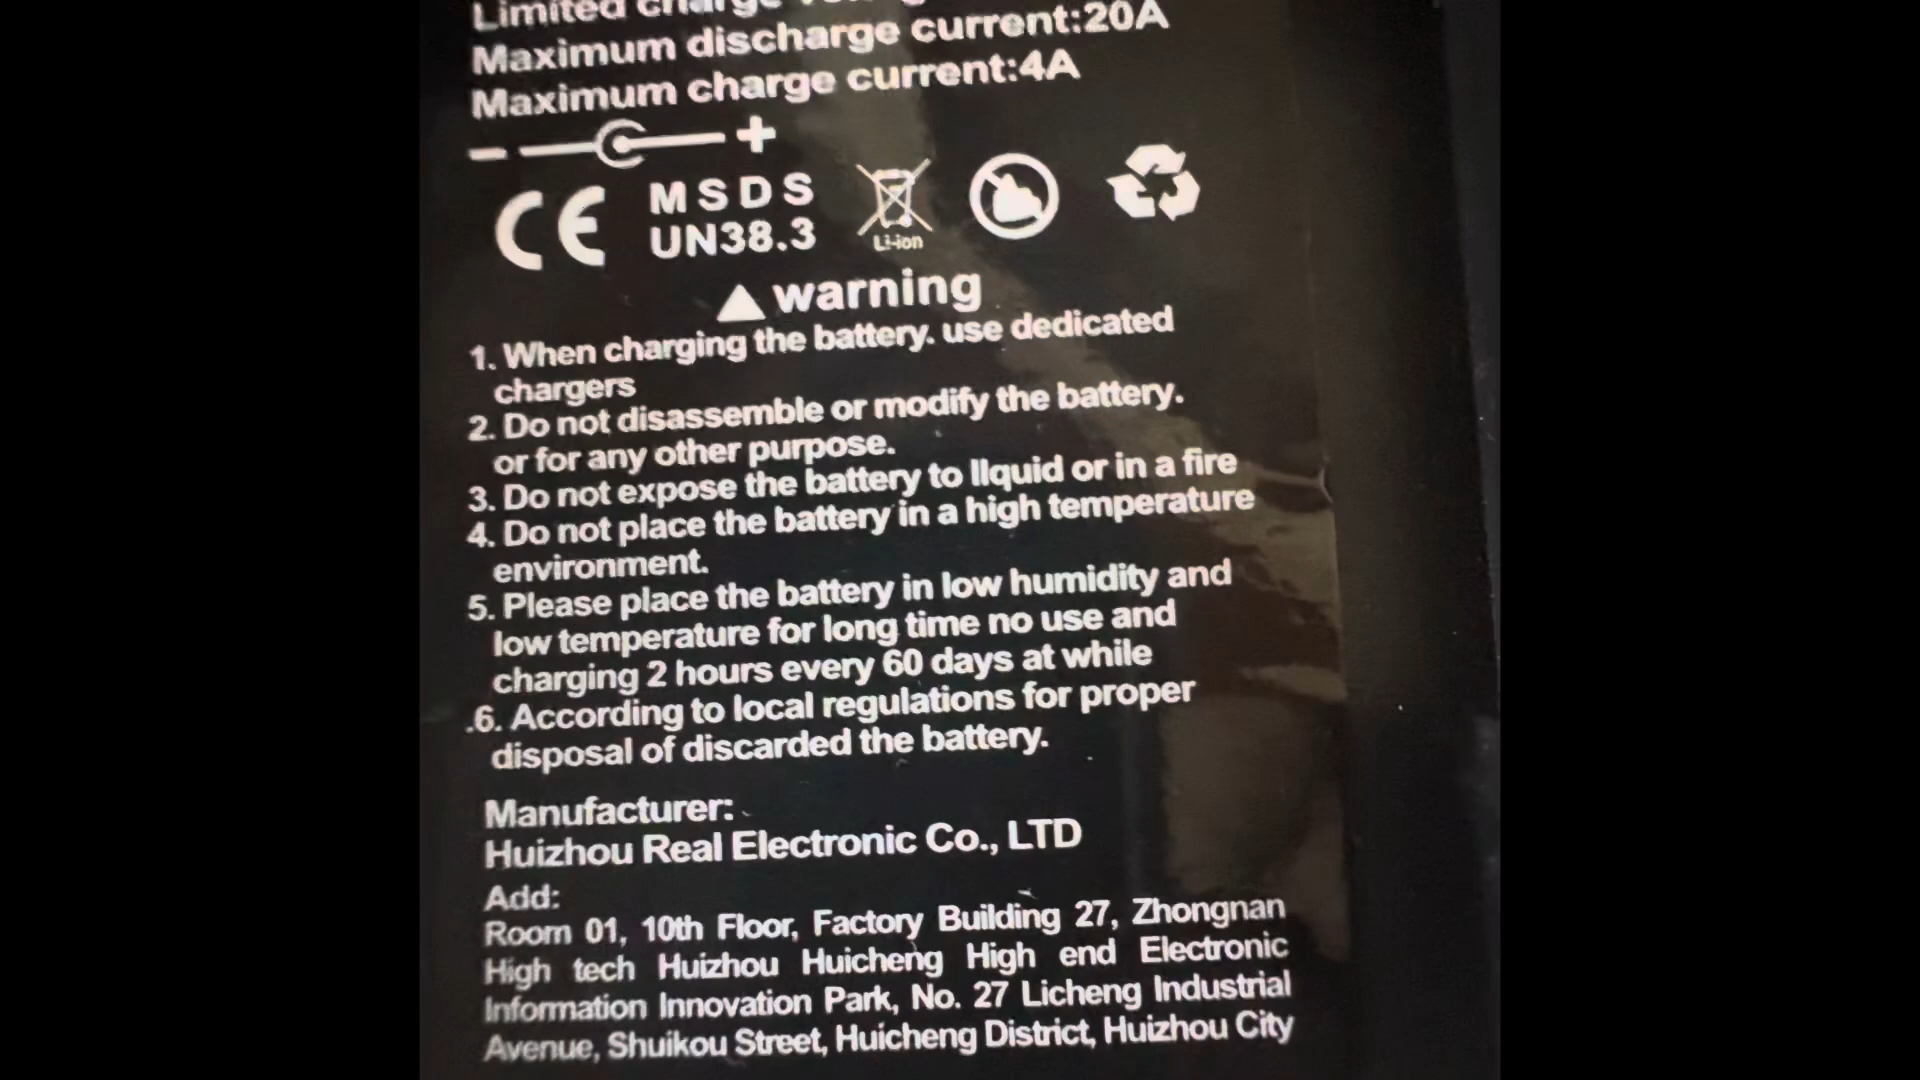 Limited charge
Maximum discharge current:20A
Maximum charge current:4A
- +
CE
M S D S
UN38.3
Li-ion
warning
1. When charging the battery. use dedicated
chargers
2. Do not disassemble or modify the battery.
or for any other purpose.
3. Do not expose the battery to lIquid or in a fire
4. Do not place the battery in a high temperature
environment.
5. Please place the battery in low humidity and
low temperature for long time no use and
charging 2 hours every 60 days at while
.6. According to local regulations for proper
disposal of discarded the battery.
Manufacturer:
Huizhou Real Electronic Co., LTD
Add:
Room 01, 10th Floor, Factory Building 27, Zhongnan
High tech Huizhou Huicheng High end Electronic
Information Innovation Park, No. 27 Licheng Industrial
Avenue, Shuikou Street, Huicheng District, Huizhou City